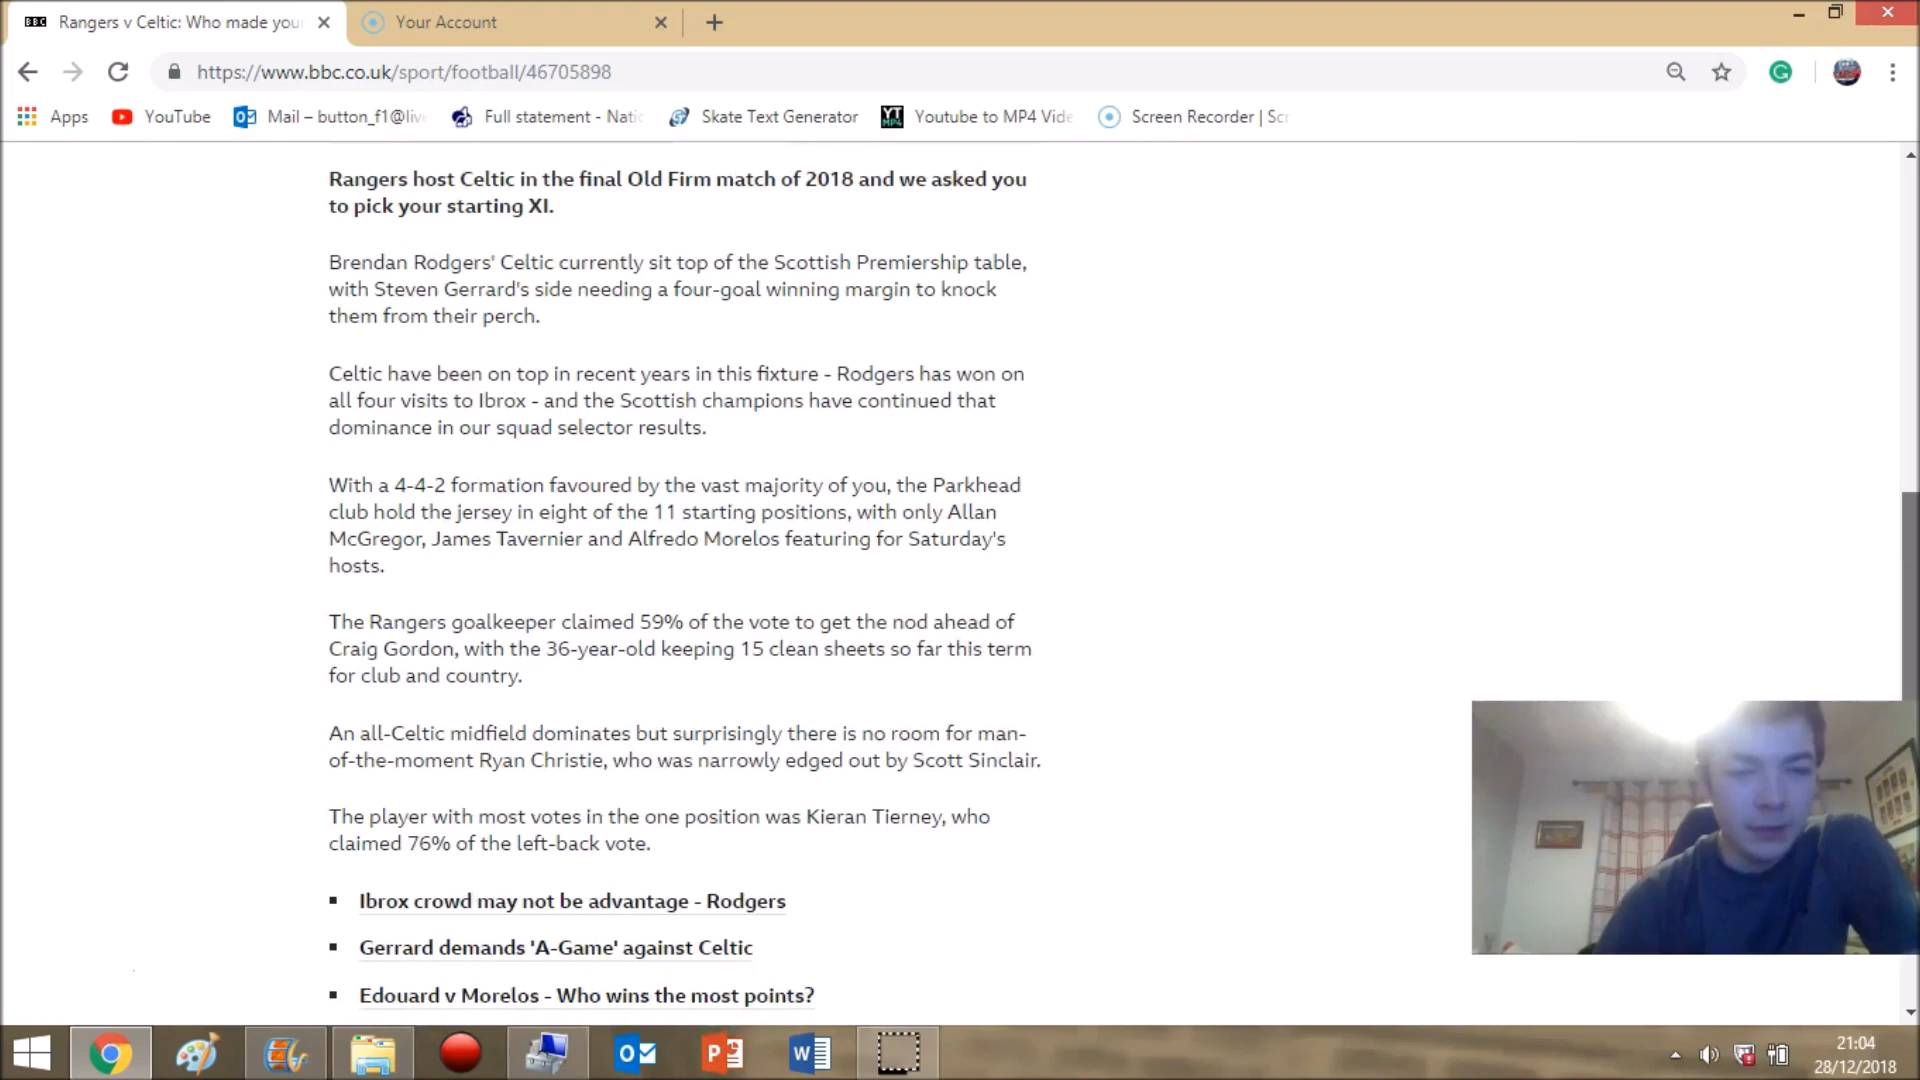 BBC Rangers v Celtic: Who made you
Your Account
https://www.bbc.co.uk/sport/football/46705898
Apps
YouTube
Mail – button_f1@live
Full statement - Natic
Skate Text Generator
YT MP4 Youtube to MP4 Vide
Screen Recorder | Scr
Rangers host Celtic in the final Old Firm match of 2018 and we asked you
to pick your starting XI.
Brendan Rodgers' Celtic currently sit top of the Scottish Premiership table,
with Steven Gerrard's side needing a four-goal winning margin to knock
them from their perch.
Celtic have been on top in recent years in this fixture - Rodgers has won on
all four visits to Ibrox - and the Scottish champions have continued that
dominance in our squad selector results.
With a 4-4-2 formation favoured by the vast majority of you, the Parkhead
club hold the jersey in eight of the 11 starting positions, with only Allan
McGregor, James Tavernier and Alfredo Morelos featuring for Saturday's
hosts.
The Rangers goalkeeper claimed 59% of the vote to get the nod ahead of
Craig Gordon, with the 36-year-old keeping 15 clean sheets so far this term
for club and country.
An all-Celtic midfield dominates but surprisingly there is no room for man-
of-the-moment Ryan Christie, who was narrowly edged out by Scott Sinclair.
The player with most votes in the one position was Kieran Tierney, who
claimed 76% of the left-back vote.
Ibrox crowd may not be advantage - Rodgers
Gerrard demands 'A-Game' against Celtic
Edouard v Morelos - Who wins the most points?
21:04
28/12/2018